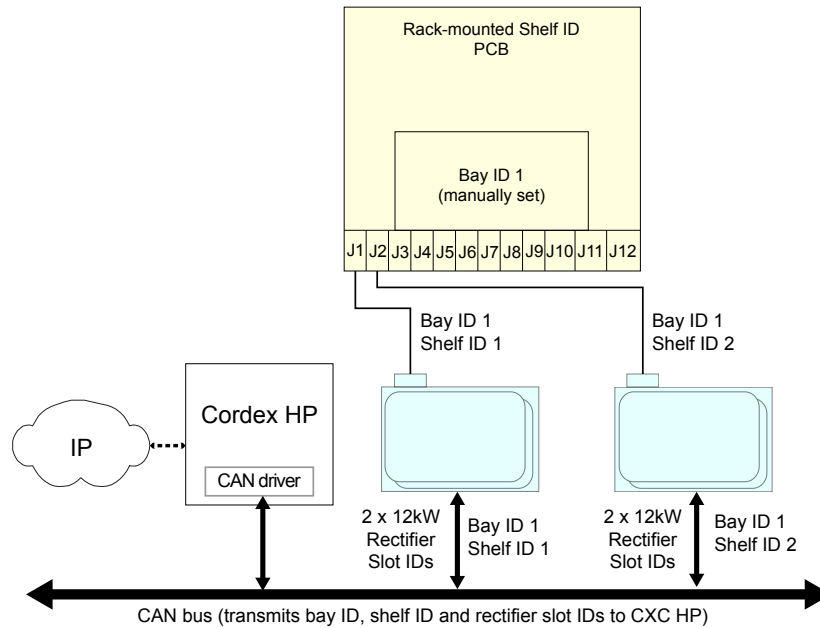 Rack-mounted Shelf ID
PCB
Bay ID 1
(manually set)
J1 J2 J3 J4 J5 J6 J7 J8 J9 J10 J11 J12
Bay ID 1
Shelf ID 1
Bay ID 1
Shelf ID 2
IP
Cordex HP
CAN driver
2 x 12kW
Rectifier
Slot IDs
Bay ID 1
Shelf ID 1
2 x 12kW
Rectifier
Slot IDs
Bay ID 1
Shelf ID 2
CAN bus (transmits bay ID, shelf ID and rectifier slot IDs to CXC HP)